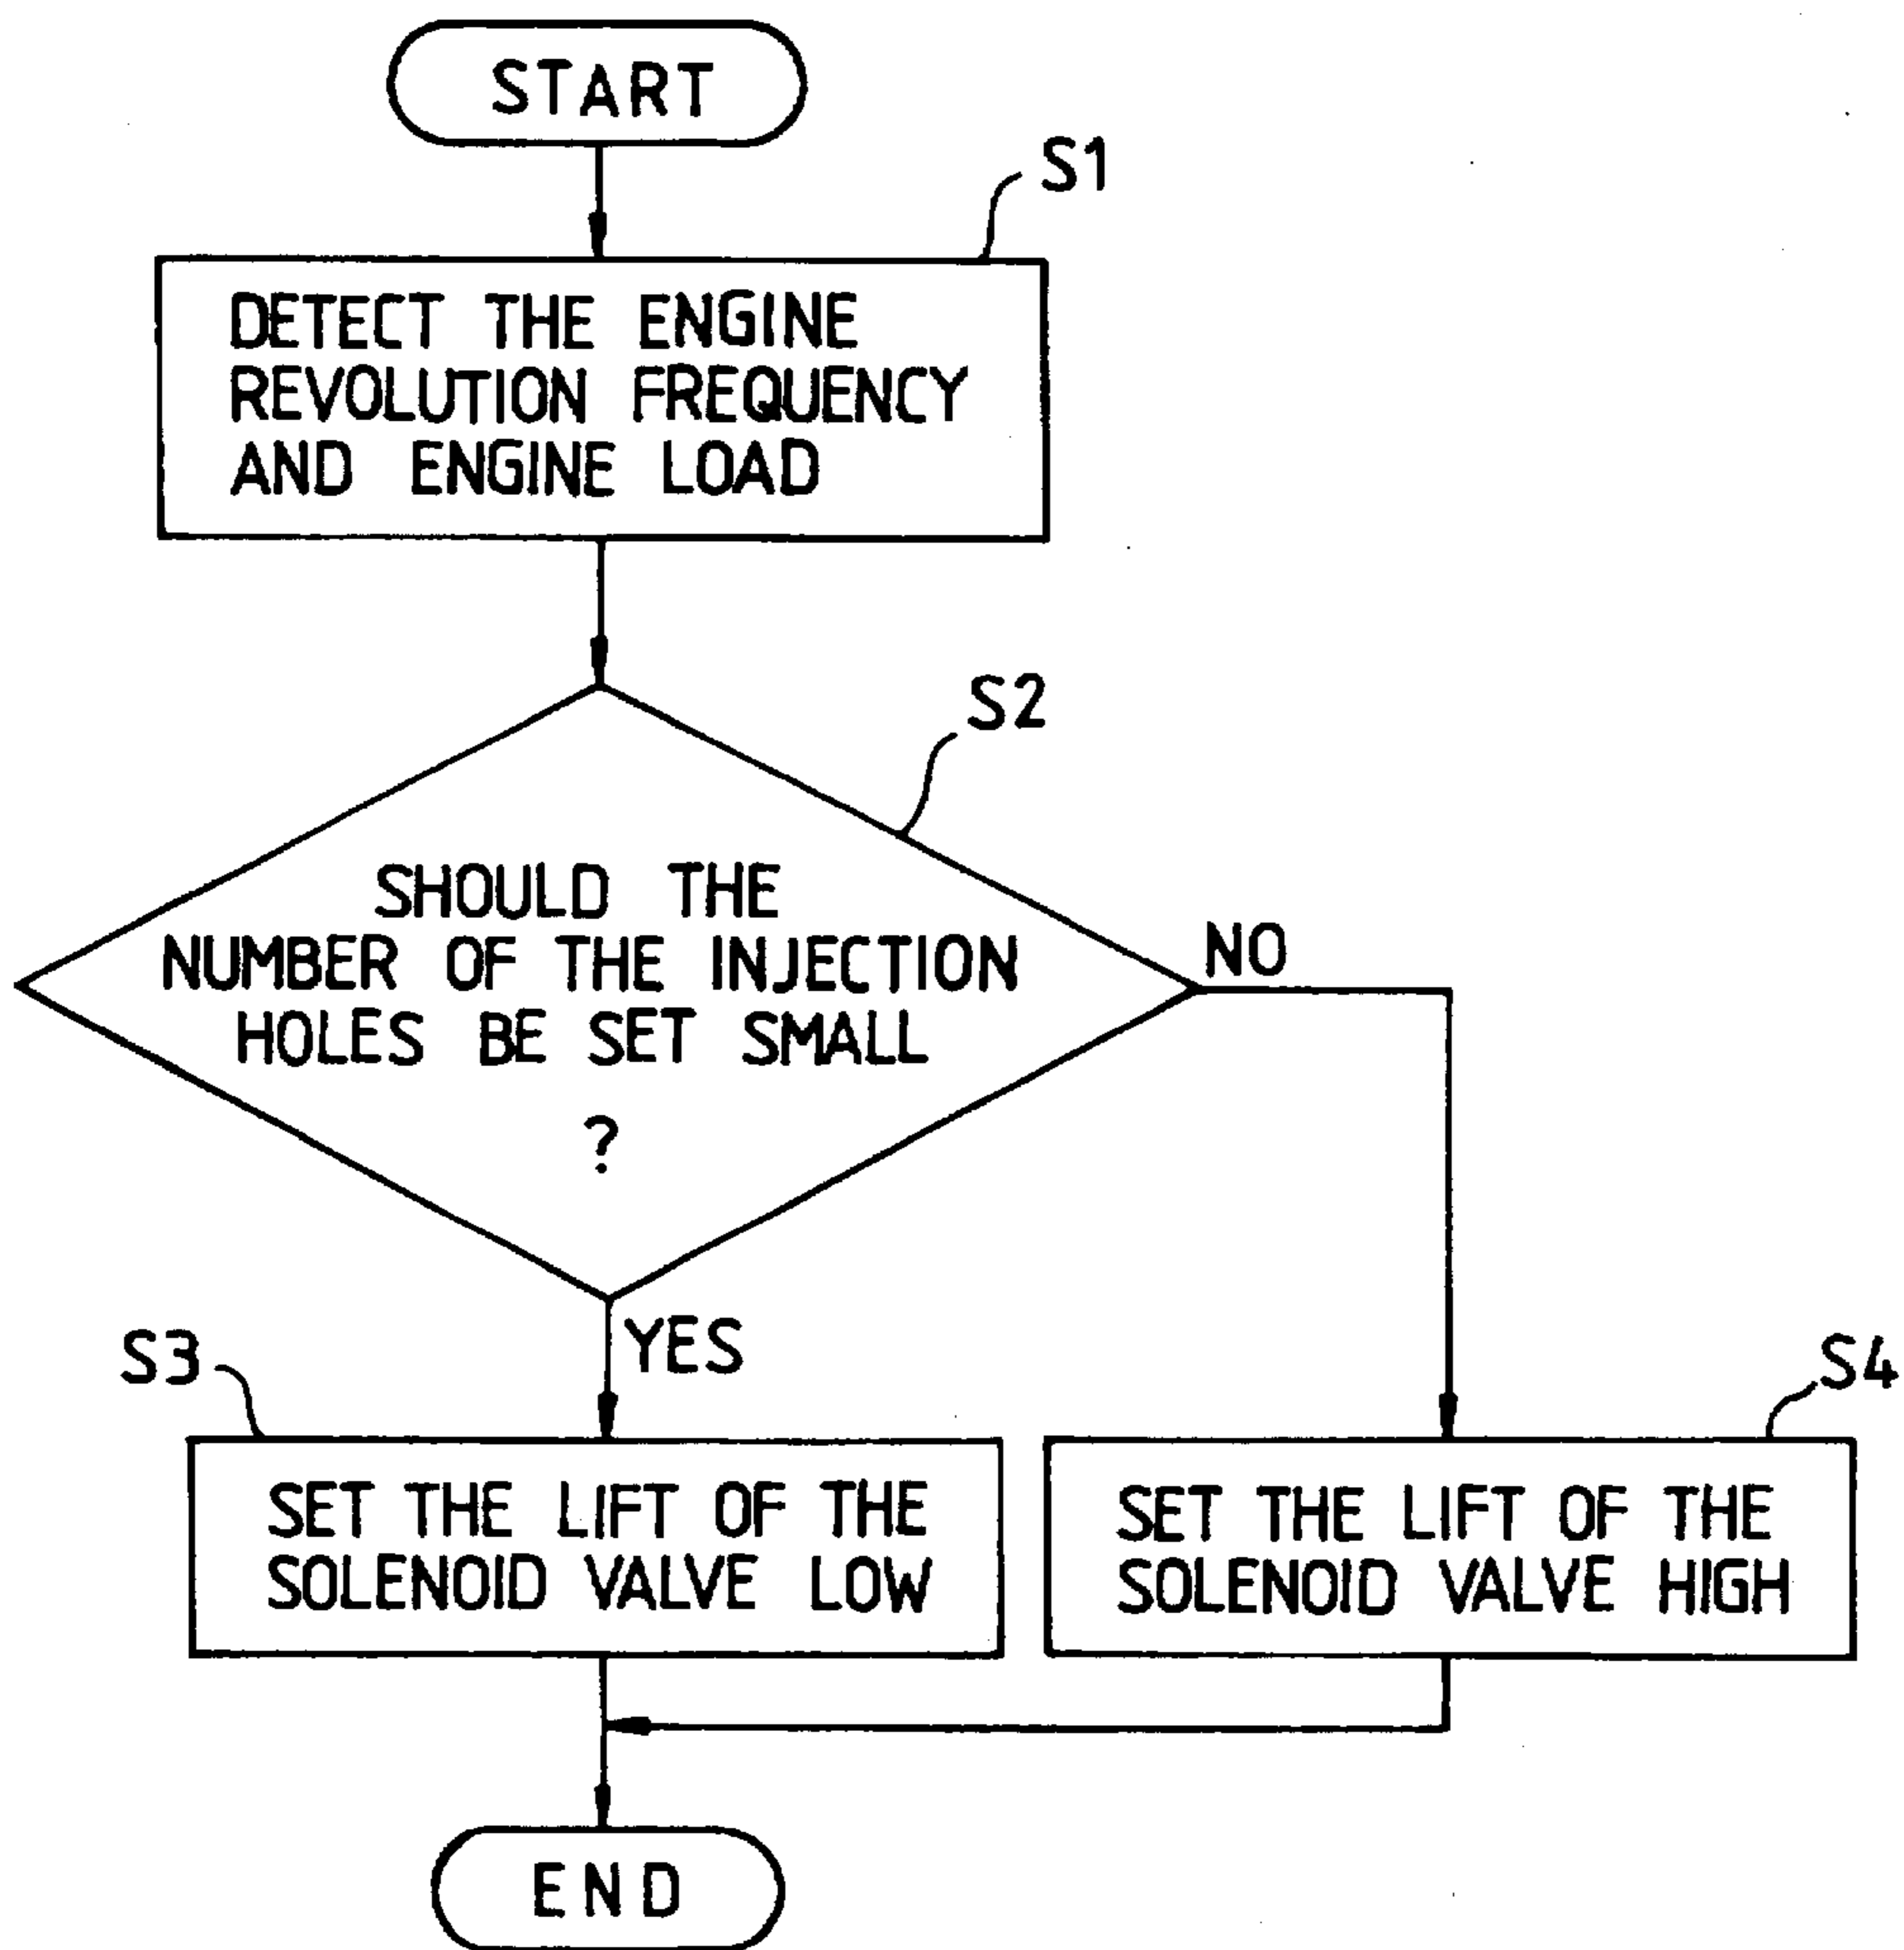 START
S1
DETECT THE ENGINE
REVOLUTION FREQUENCY
AND ENGINE LOAD
S2
SHOULD THE
NUMBER OF THE INJECTION
HOLES BE SET SMALL
?
NO
YES
S3
SET THE LIFT OF THE
SOLENOID VALVE LOW
S4
SET THE LIFT OF THE
SOLENOID VALVE HIGH
END